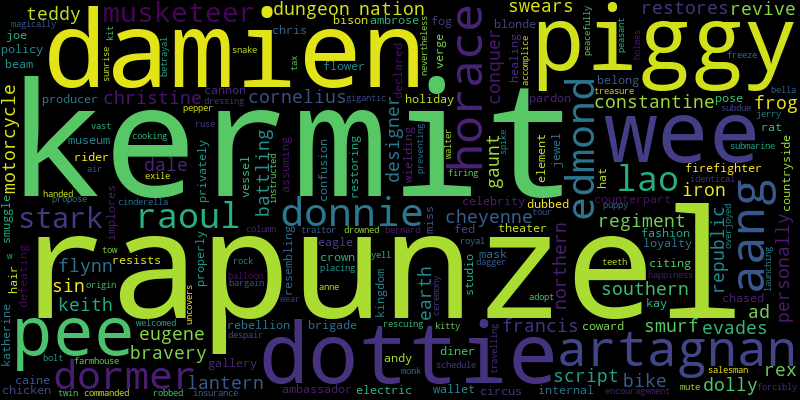 musketeer dungeon nation swears restores revive
teddy chris bison ambrose fog blonde
joe policy beam damien flower verge piggy
producer christine cannon cornelius dressing gigantic holiday declared horace conquer healing accomplice pardon belong constantine pose frog
motorcycle kermit edmond wee treasure
museum vast pepper cooking ruse battling designer gaunt element jewel hat rat jerry subdue submarine
rider air dale exile privately vessel instructed assuming confusion restoring wielding preventing walter spike firing firefighter identical countryside
handed propose cinderella donnie lao iron puppy
stark raoul cheyenne dubbed celebrity tour regiment counterpart
smuggle implores column traitor drowned bernard miss fed theater fashion republic overjoyed aang
w flynn resists tow rock eagle mask royal loyalty citing launching personally
hair sin origin balloon resembling crown yell dagger southern happiness
defeating keith properly bargain placing anne kingdom earth ceremony studio northern teeth kay chased
rapunzel uncovers wear adopt
katherine pee welcomed eugene rebellion brigade rescuing kitty francis coward smurf evades ad
bolt bravery despair dottie diner artagnan
farmhouse gallery andy monk schedule travelling salesman rex
caine dormer lantern ambassador electric wallet circus script bike mute dolly forcibly
chicken twin commanded robbed insurance internal encouragement
magically sunrise kit betrayal tax snake nevertheless peacefully peasant holmes freeze bella